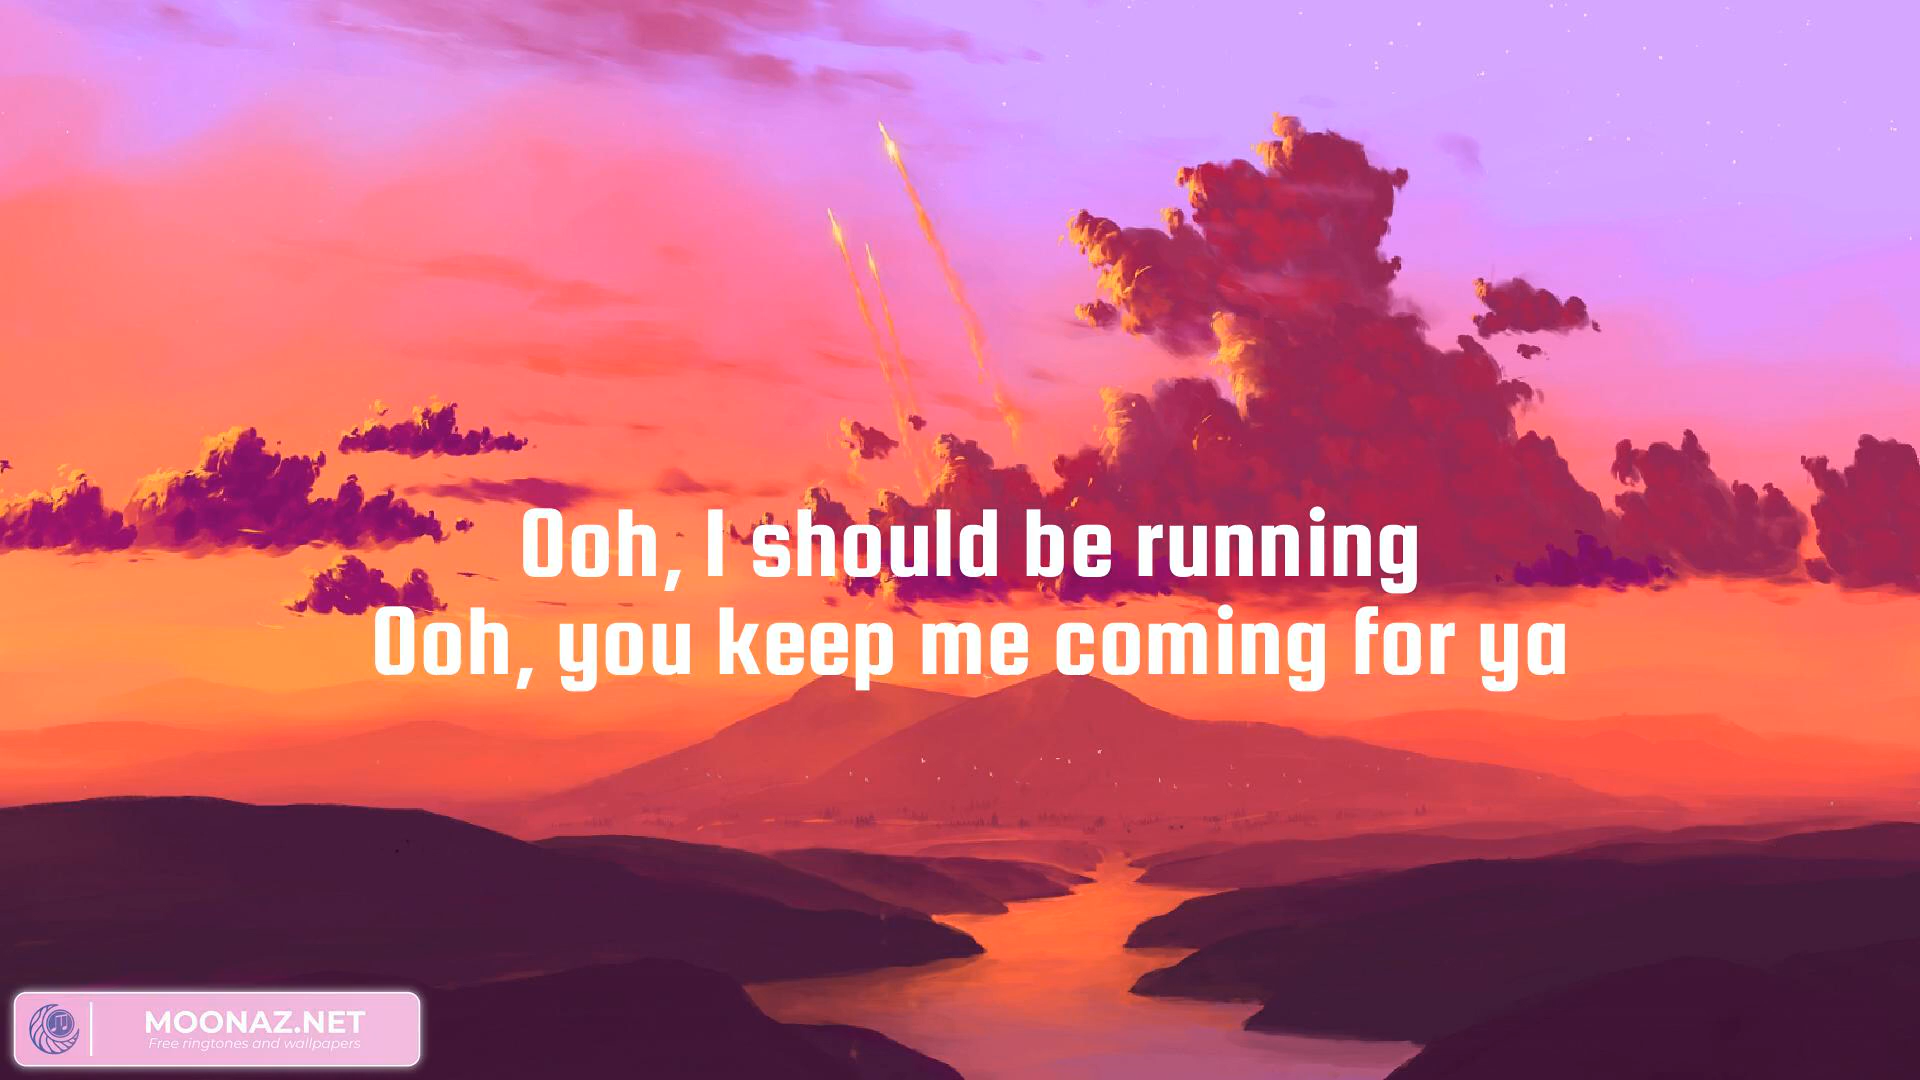 Ooh, I should be running
Ooh, you keep me coming for ya
MOONAZ.NET
Free ringtones and wallpapers